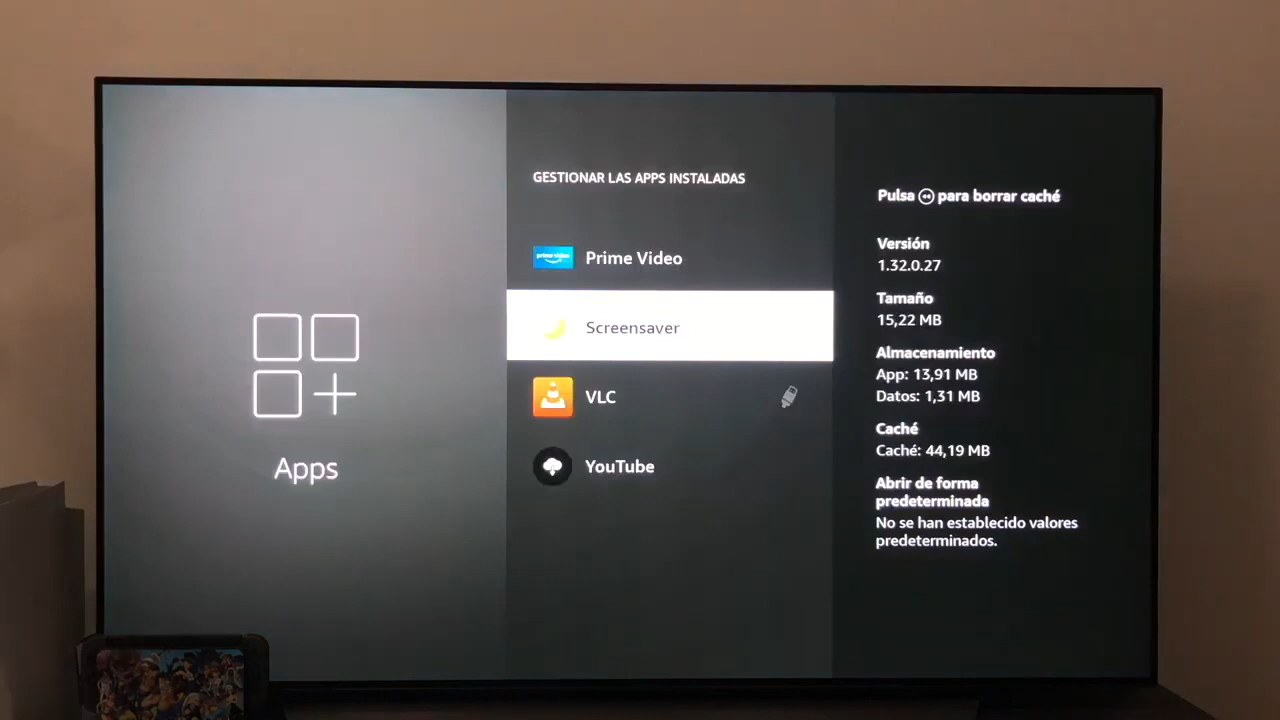 GESTIONAR LAS APPS INSTALADAS
prime video
Prime Video
Screensaver
VLC
YouTube
Apps
Pulsa para borrar caché
Versión
1.32.0.27
Tamaño
15,22 MB
Almacenamiento
App: 13,91 MB
Datos: 1,31 MB
Caché
Caché: 44,19 MB
Abrir de forma
predeterminada
No se han establecido valores
predeterminados.